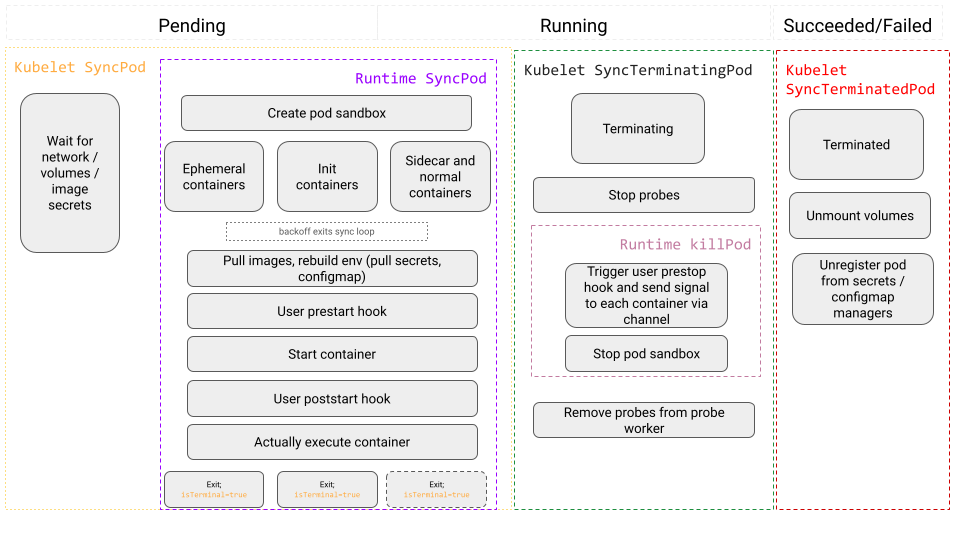 Pending
Running
Succeeded/Failed
Kubelet SyncPod
Wait for
network /
volumes /
image
secrets
Runtime SyncPod
Create pod sandbox
Ephemeral
containers
Init
containers
Sidecar and
normal
containers
backoff exits sync loop
Pull images, rebuild env (pull secrets,
configmap)
User prestart hook
Start container
User poststart hook
Actually execute container
Exit;
isTerminal=true
Exit;
isTerminal=true
Exit;
isTerminal=true
Kubelet SyncTerminatingPod
Terminating
Stop probes
Runtime killPod
Trigger user prestop
hook and send signal
to each container via
channel
Stop pod sandbox
Remove probes from probe
worker
Kubelet
SyncTerminatedPod
Terminated
Unmount volumes
Unregister pod
from secrets /
configmap
managers